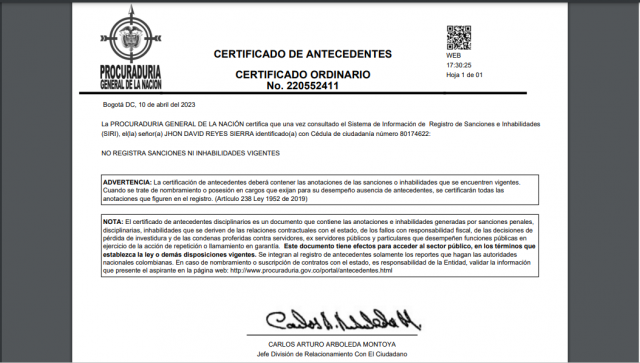 PROCURADURIA
GENERAL DE LA NACION
CERTIFICADO DE ANTECEDENTES
CERTIFICADO ORDINARIO
No. 220552411
WEB
17:30:25
Hoja 1 de 01
Bogotá DC, 10 de abril del 2023
La PROCURADURIA GENERAL DE LA NACIÓN certifica que una vez consultado el Sistema de Información de Registro de Sanciones e Inhabilidades
(SIRI), el(la) señor(a) JHON DAVID REYES SIERRA identificado(a) con Cédula de ciudadanía número 80174622:
NO REGISTRA SANCIONES NI INHABILIDADES VIGENTES
ADVERTENCIA: La certificación de antecedentes deberá contener las anotaciones de las sanciones o inhabilidades que se encuentren vigentes.
Cuando se trate de nombramiento o posesión en cargos que exijan para su desempeño ausencia de antecedentes, se certificarán todas las
anotaciones que figuren en el registro. (Artículo 238 Ley 1952 de 2019)
NOTA: El certificado de antecedentes disciplinarios es un documento que contiene las anotaciones e inhabilidades generadas por sanciones penales,
disciplinarias, inhabilidades que se deriven de las relaciones contractuales con el estado, de los fallos con responsabilidad fiscal, de las decisiones de
pérdida de investidura y de las condenas proferidas contra servidores, ex servidores públicos y particulares que desempeñen funciones públicas en
ejercicio de la acción de repetición o llamamiento en garantía. Este documento tiene efectos para acceder al sector público, en los términos que
establezca la ley o demás disposiciones vigentes. Se integran al registro de antecedentes solamente los reportes que hagan las autoridades
nacionales colombianas. En caso de nombramiento o suscripción de contratos con el estado, es responsabilidad de la Entidad, validar la información
que presente el aspirante en la página web: http://www.procuraduria.gov.co/portal/antecedentes.html
CARLOS ARTURO ARBOLEDA MONTOYA
Jefe División de Relacionamiento Con El Ciudadano